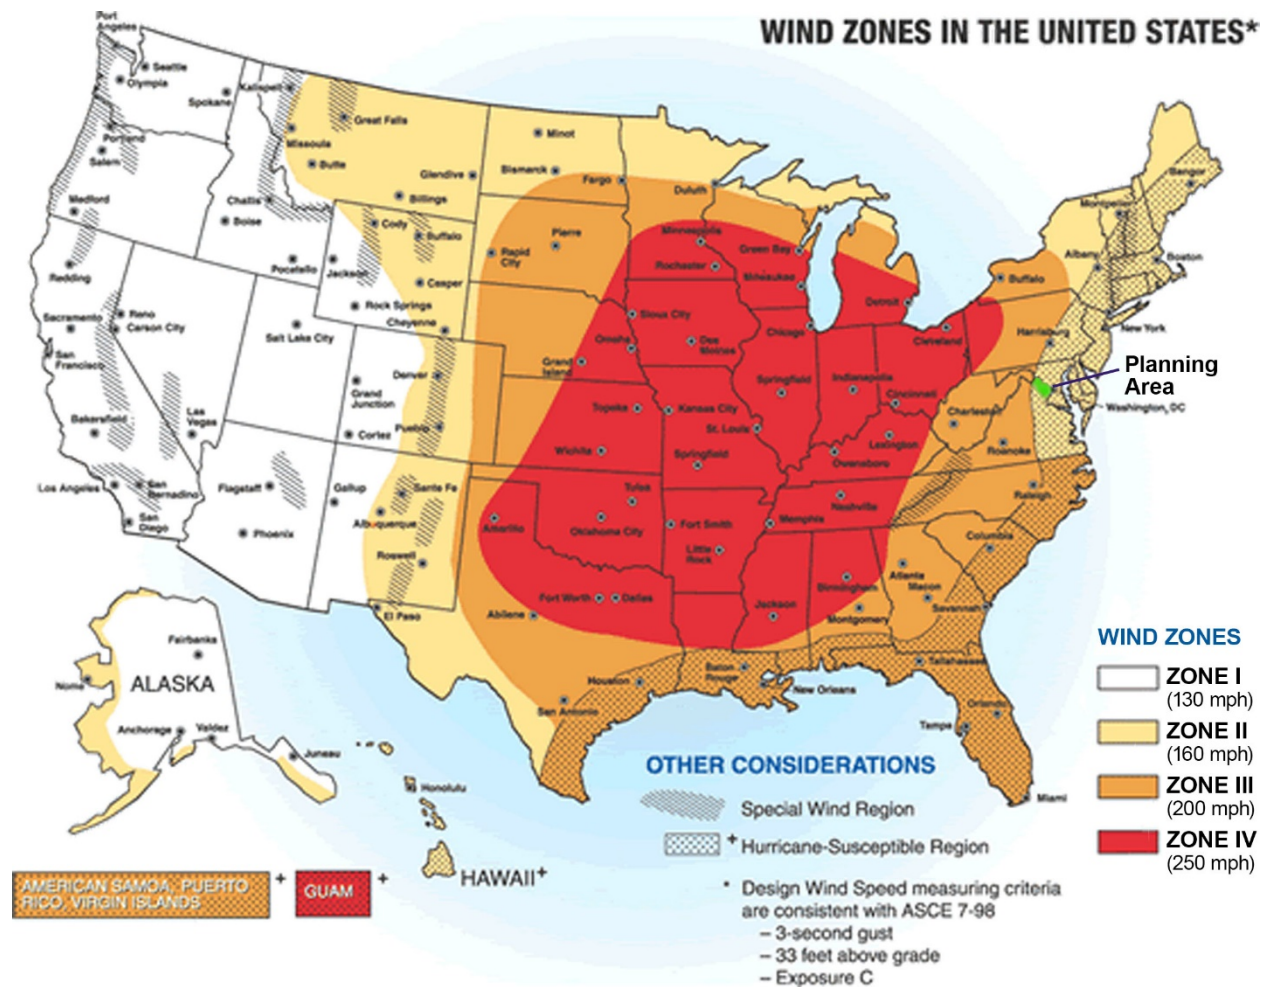 WIND ZONES IN THE UNITED STATES*
Port
Angeles
Seattle
Olympia
Spokane
Kalispell
Great Falls
Missoula
Butte
Glendive
Billings
Portland
Salem
Medford
Challis
Boise
Pocatello
Jackson
Cody
Buffalo
Casper
Rock Springs
Cheyenne
Minot
Bismarck
Fargo
Duluth
Pierre
Rapid
City
Minneapolis
Rochester
Green Bay
Milwaukee
Detroit
Buffalo
Albany
Montpelier
Bangor
Boston
New York
Harrisburg
Cleveland
Planning
Area
Washington, DC
Redding
Sacramento
Reno
Carson City
San
Francisco
Salt Lake City
Sioux City
Des
Moines
Omaha
Grand
Island
Chicago
Springfield
Indianapolis
Cincinnati
Charleston
Roanoke
Denver
Grand
Junction
Pueblo
Cortez
Topeka
Kansas City
St. Louis
Wichita
Springfield
Lexington
Owensboro
Bakersfield
Las
Vegas
Los Angeles
San
Bernadino
San
Diego
Flagstaff
Phoenix
Gallup
Santa Fe
Albuquerque
Roswell
El Paso
Amarillo
Tulsa
Oklahoma City
Fort Smith
Little
Rock
Memphis
Nashville
Raleigh
Columbia
Atlanta
Macon
Savannah
Birmingham
Montgomery
Jackson
Fort Worth
Dallas
Abilene
Houston
San Antonio
Baton
Rouge
New Orleans
Tallahassee
Orlando
Tampa
Miami
Fairbanks
Nome
ALASKA
Anchorage
Valdez
Juneau
Honolulu
HAWAII+
AMERICAN SAMOA, PUERTO
RICO, VIRGIN ISLANDS
+
GUAM
+
OTHER CONSIDERATIONS
Special Wind Region
+ Hurricane-Susceptible Region
* Design Wind Speed measuring criteria
are consistent with ASCE 7-98
– 3-second gust
– 33 feet above grade
– Exposure C
WIND ZONES
ZONE I
(130 mph)
ZONE II
(160 mph)
ZONE III
(200 mph)
ZONE IV
(250 mph)